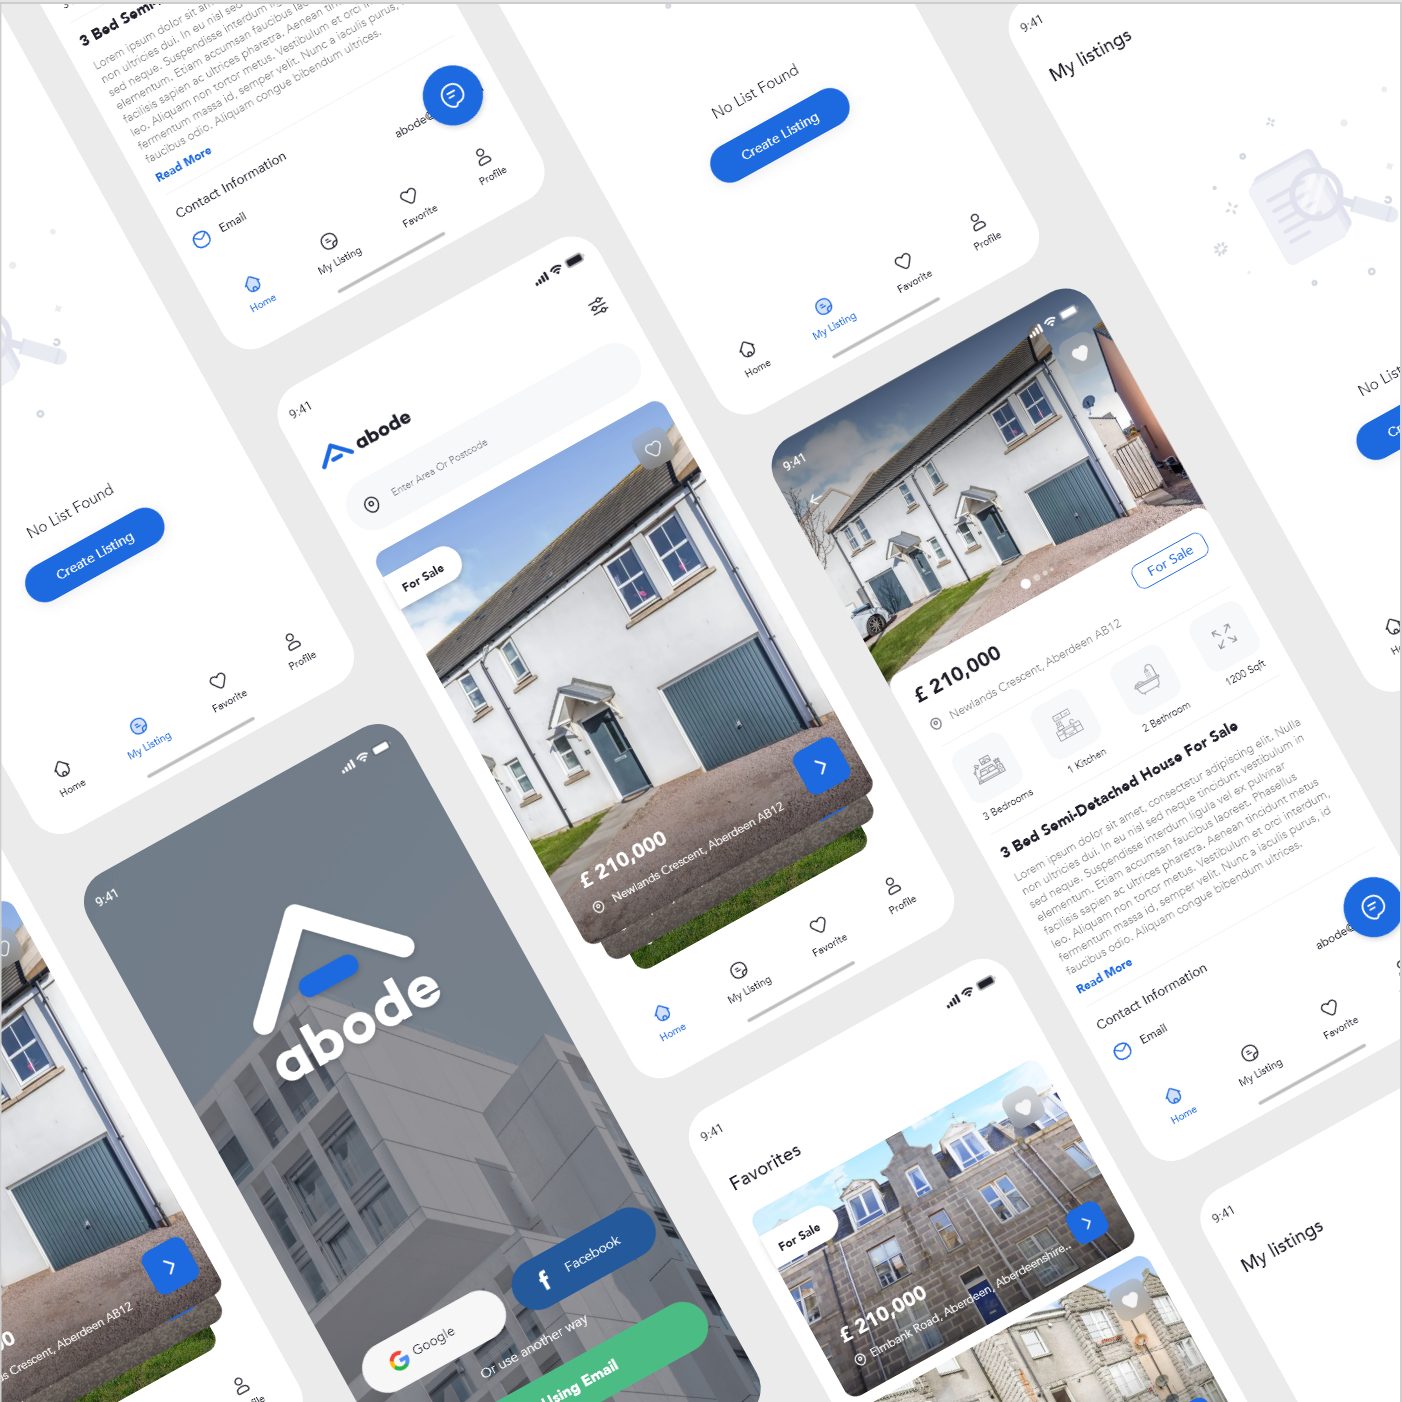 3 Bed Semi-
Lorem ipsum dolor sit am
non ultricies dui. In eu nisl sed
sed neque. Suspendisse interdum lig
elementum. Etiam accumsan faucibus lac
facilisis sapien ac ultrices pharetra. Aenean tin
leo. Aliquam non tortor metus. Vestibulum et orci in
fermentum massa id, semper velit. Nunc a iaculis purus,
faucibus odio. Aliquam congue bibendum ultrices.
Read More
Contact Information
Email
abode@
Home
My Listing
Favorite
Profile
No List Found
Create Listing
Home
My Listing
Favorite
Profile
9:41
My listings
No List
Cr
No List Found
Create Listing
Home
My Listing
Favorite
Profile
9:41
abode
Enter Area Or Postcode
For Sale
£ 210,000
Newlands Crescent, Aberdeen AB12
Home
My Listing
Favorite
Profile
9:41
For Sale
£ 210,000
Newlands Crescent, Aberdeen AB12
3 Bedrooms
1 Kitchen
2 Bathroom
1200 Sqft
3 Bed Semi-Detached House For Sale
Lorem ipsum dolor sit amet, consectetur adipiscing elit. Nulla
non ultricies dui. In eu nisl sed neque tincidunt vestibulum in
sed neque. Suspendisse interdum ligula vel ex pulvinar
elementum. Etiam accumsan faucibus laoreet. Phasellus
facilisis sapien ac ultrices pharetra. Aenean tincidunt metus
leo. Aliquam non tortor metus. Vestibulum et orci interdum,
fermentum massa id, semper velit. Nunc a iaculis purus, id
faucibus odio. Aliquam congue bibendum ultrices.
Read More
Contact Information
Email
abode@
Home
My Listing
Favorite
9:41
abode
Google
Facebook
Or use another way
Using Email
9:41
Favorites
For Sale
£ 210,000
Elmbank Road, Aberdeen, Aberdeenshire..
9:41
My listings
Crescent, Aberdeen AB12